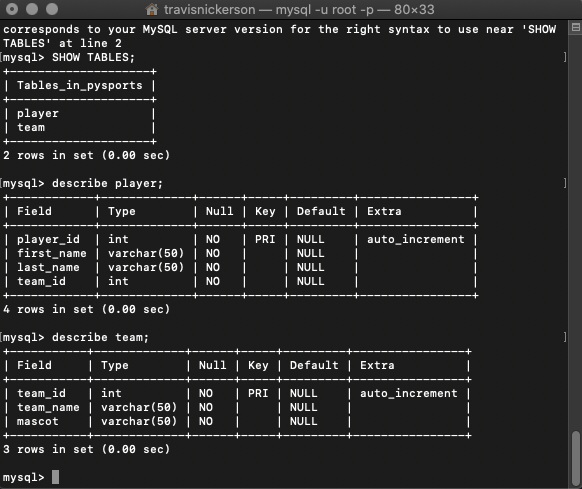 travisnickerson — mysql -u root -p — 80×33
corresponds to your MySQL server version for the right syntax to use near 'SHOW
TABLES' at line 2
[mysql> SHOW TABLES; ]
+--------------------+
| Tables_in_pysports |
+--------------------+
| player             |
| team               |
+--------------------+
2 rows in set (0.00 sec)

[mysql> describe player; ]
+------------+-------------+------+-----+---------+----------------+
| Field      | Type        | Null | Key | Default | Extra          |
+------------+-------------+------+-----+---------+----------------+
| player_id  | int         | NO   | PRI | NULL    | auto_increment |
| first_name | varchar(50) | NO   |     | NULL    |                |
| last_name  | varchar(50) | NO   |     | NULL    |                |
| team_id    | int         | NO   |     | NULL    |                |
+------------+-------------+------+-----+---------+----------------+
4 rows in set (0.00 sec)

[mysql> describe team; ]
+-----------+-------------+------+-----+---------+----------------+
| Field     | Type        | Null | Key | Default | Extra          |
+-----------+-------------+------+-----+---------+----------------+
| team_id   | int         | NO   | PRI | NULL    | auto_increment |
| team_name | varchar(50) | NO   |     | NULL    |                |
| mascot    | varchar(50) | NO   |     | NULL    |                |
+-----------+-------------+------+-----+---------+----------------+
3 rows in set (0.00 sec)

mysql>